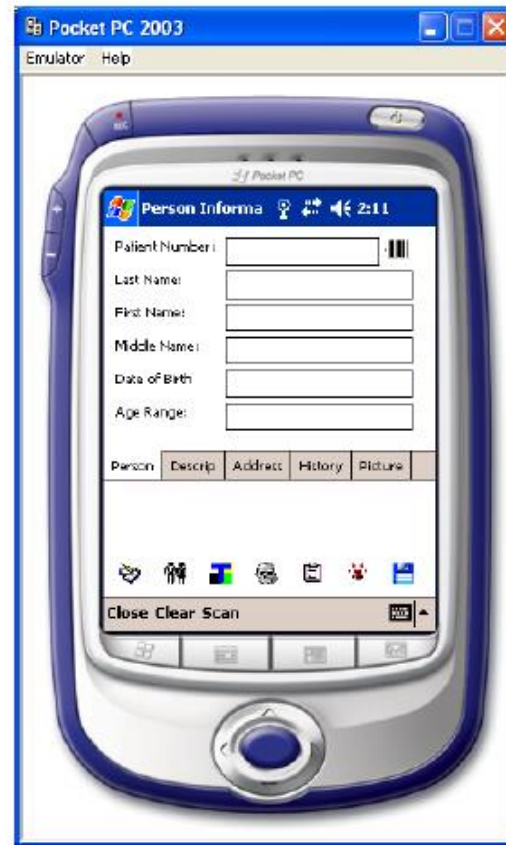 Pocket PC 2003
Emulator Help
Pocket PC
Person Informa 2:11
Patient Number:
Last Name:
First Name:
Middle Name:
Date of Birth
Age Range:
Person Descrip Address History Picture
Close Clear Scan